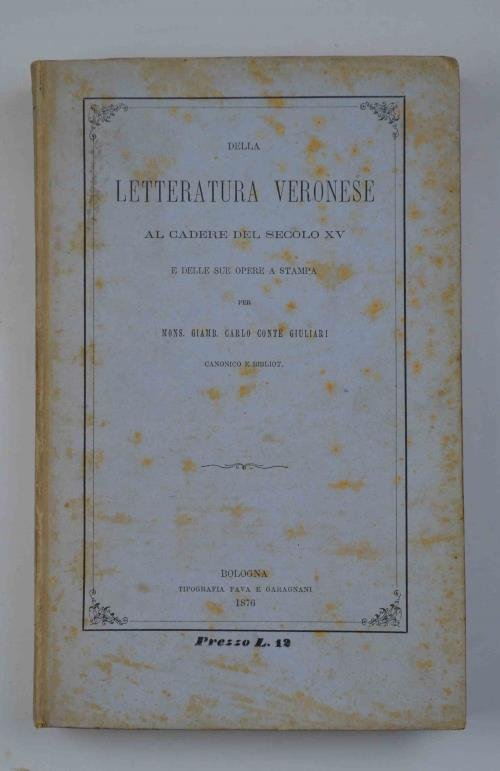 DELLA
LETTERATURA VERONESE
AL CADERE DEL SECOLO XV
E DELLE SUE OPERE A STAMPA
PER
MONS. GIAMB. CARLO CONTE GIULIARI
CANONICO E BIBLIOT.
BOLOGNA
TIPOGRAFIA FAVA E GARAGNANI
1876
Prezzo L. 12